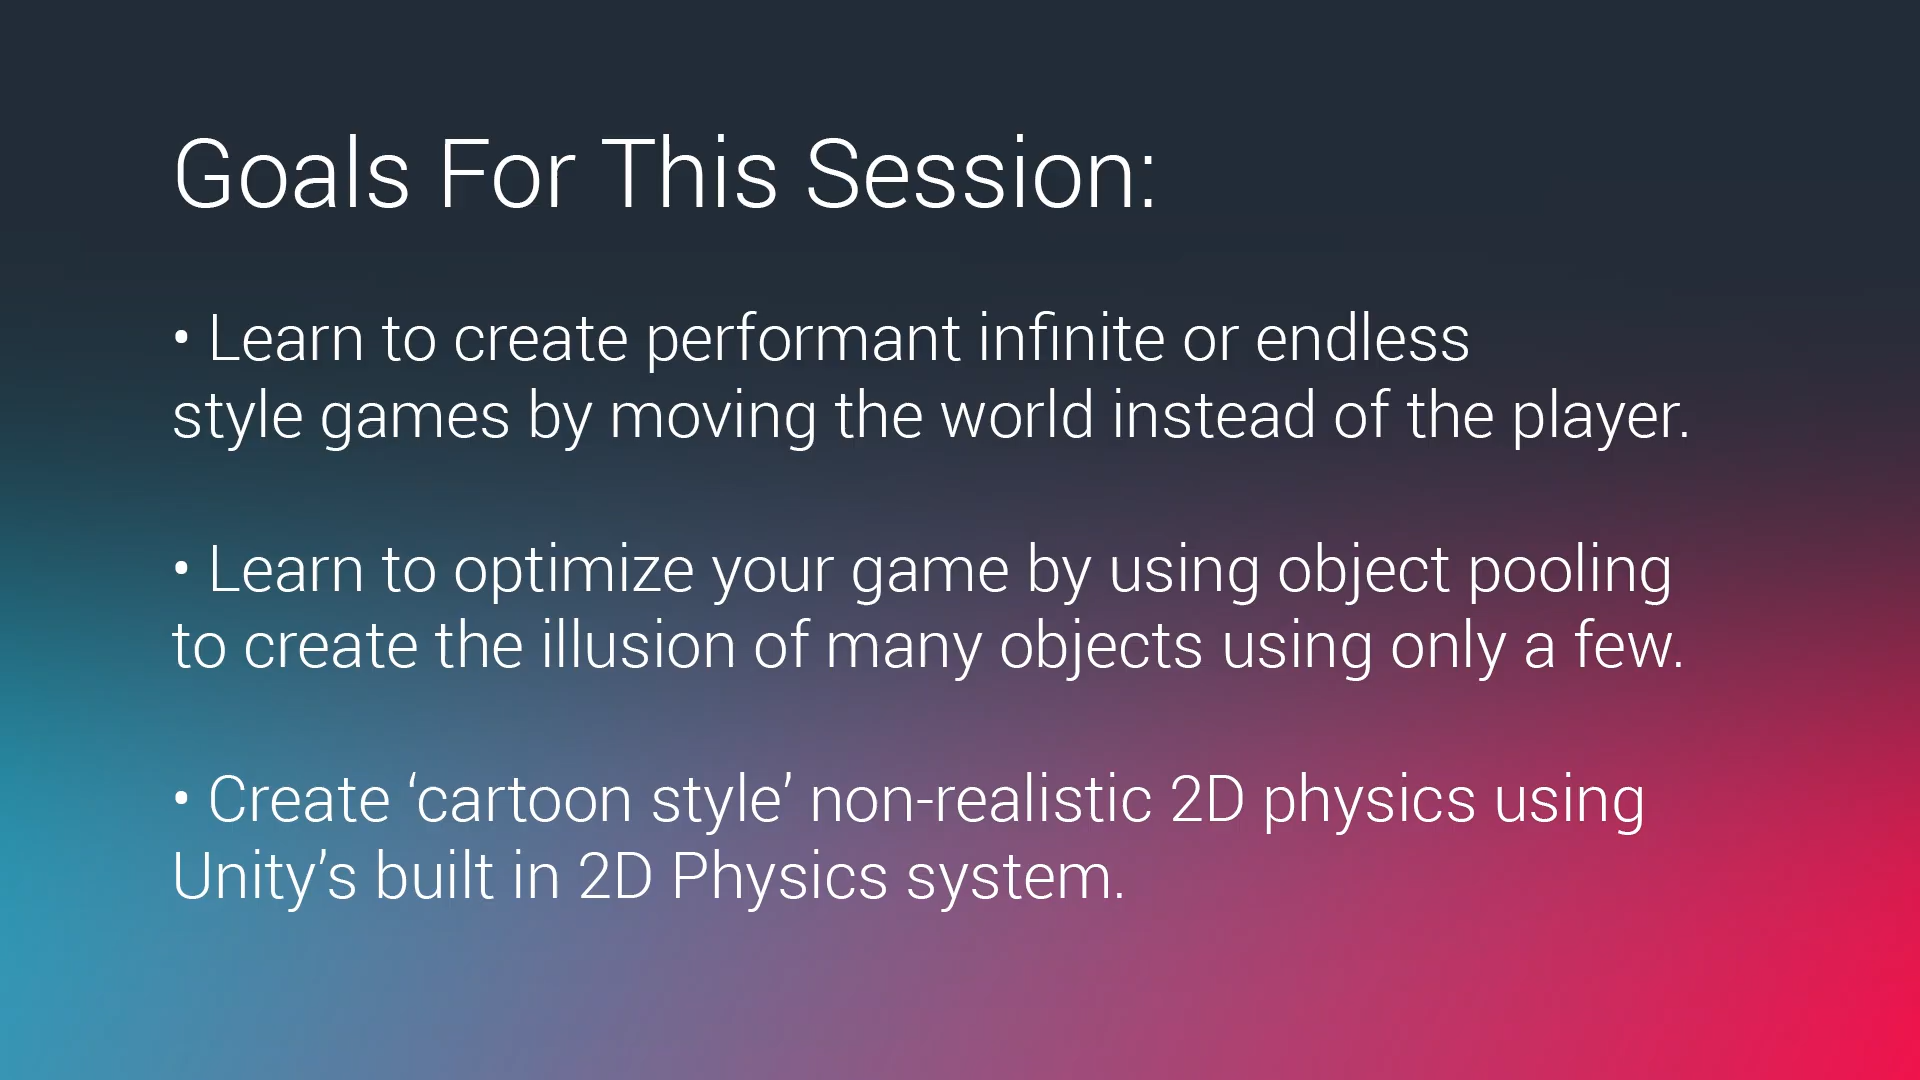 Goals For This Session:
• Learn to create performant infinite or endless
style games by moving the world instead of the player.
• Learn to optimize your game by using object pooling
to create the illusion of many objects using only a few.
• Create ‘cartoon style’ non-realistic 2D physics using
Unity’s built in 2D Physics system.